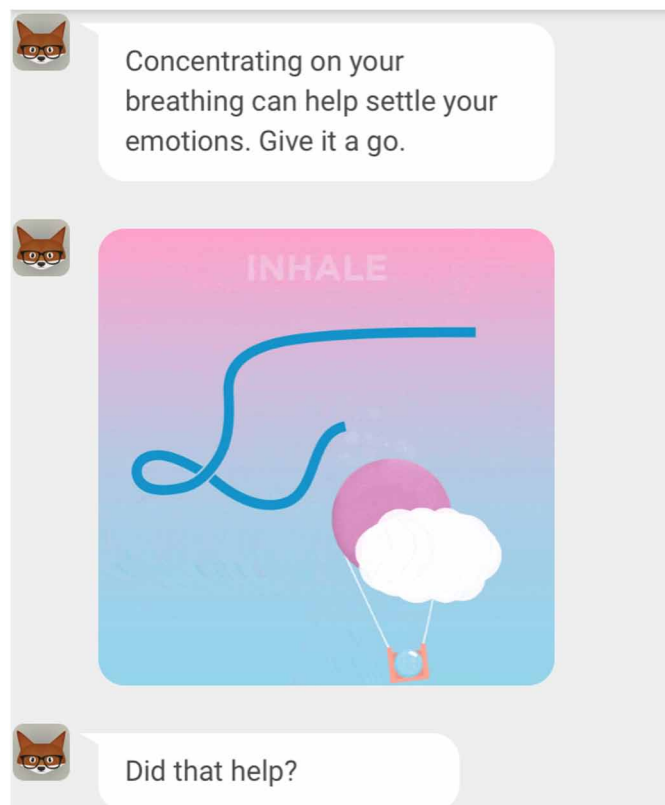 Concentrating on your
breathing can help settle your
emotions. Give it a go.
INHALE
Did that help?